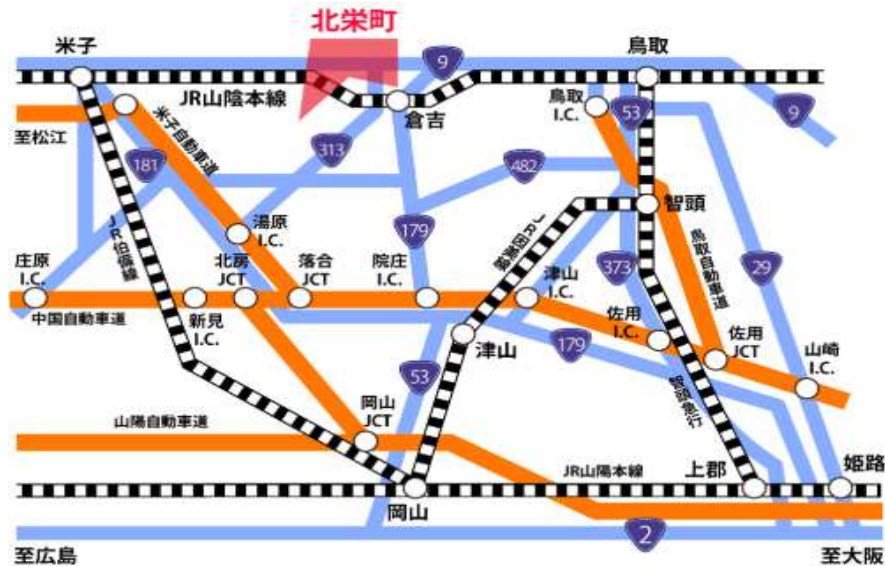 北栄町
米子
9
鳥取
JR山陰本線
倉吉
鳥取
I.C.
53
9
至松江
米子自動車道
181
313
482
智頭
湯原
I.C.
179
JR因美線
鳥取自動車道
庄原
I.C.
JR伯備線
北房
JCT
落合
JCT
院庄
I.C.
津山
I.C.
373
29
中国自動車道
新見
I.C.
佐用
I.C.
佐用
JCT
山崎
I.C.
津山
179
53
智頭急行
山陽自動車道
岡山
JCT
JR山陽本線
上郡
姫路
岡山
2
至広島
至大阪